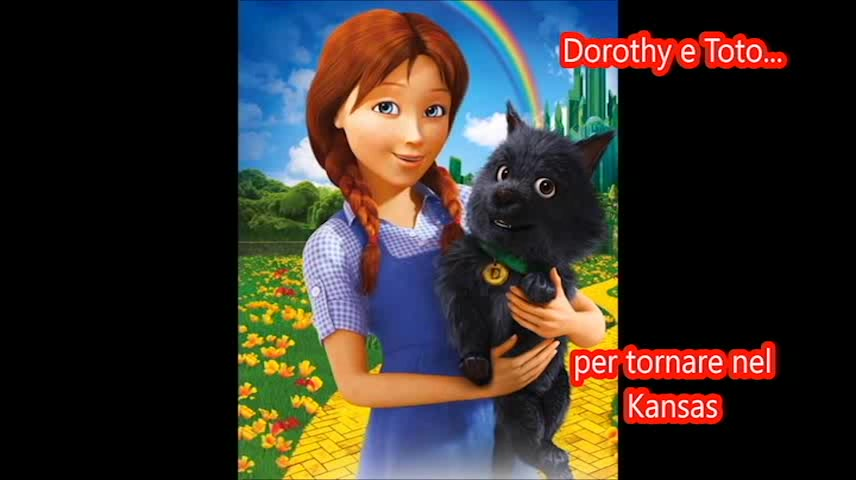 Dorothy e Toto...
per tornare nel
Kansas